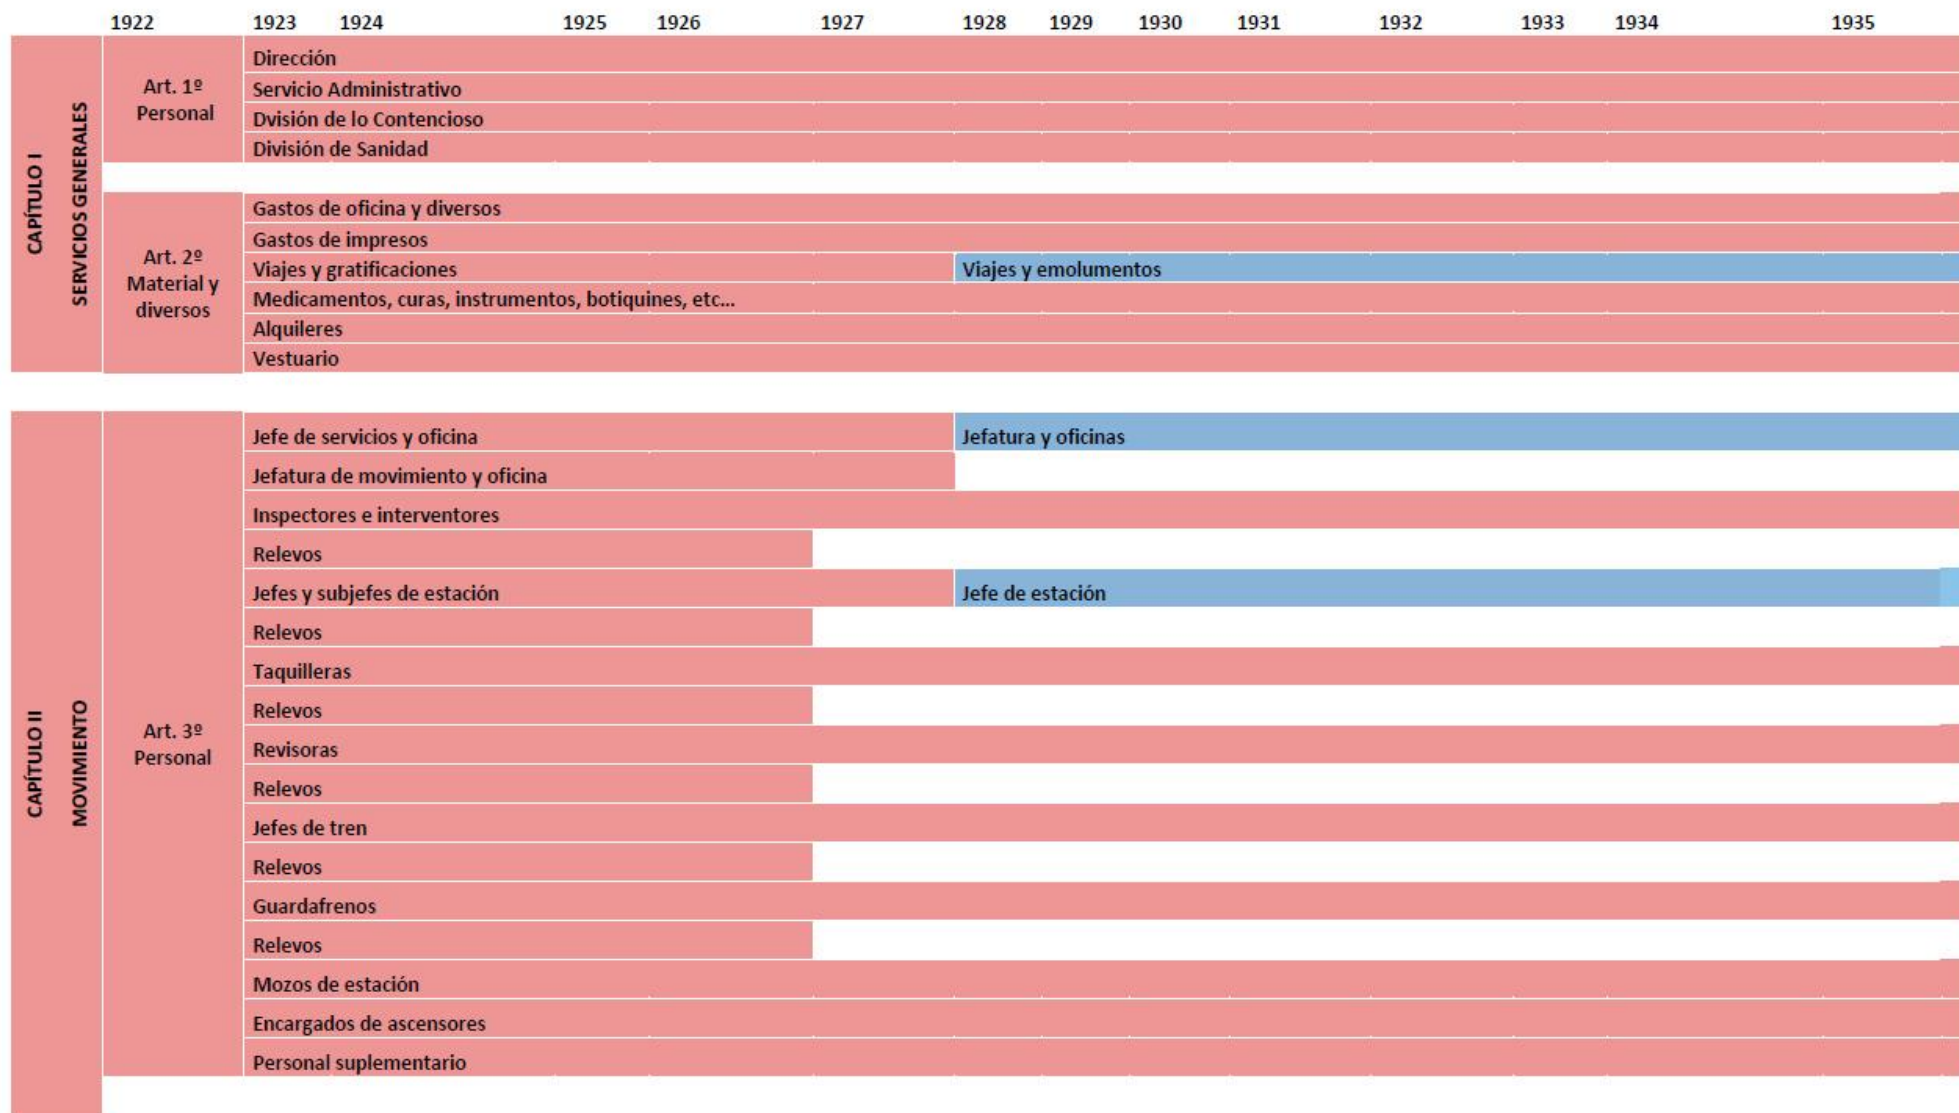 1922 1923 1924 1925 1926 1927 1928 1929 1930 1931 1932 1933 1934 1935
CAPÍTULO I
SERVICIOS GENERALES
Art. 1º
Personal
Dirección
Servicio Administrativo
Dvisión de lo Contencioso
División de Sanidad
Art. 2º
Material y
diversos
Gastos de oficina y diversos
Gastos de impresos
Viajes y gratificaciones Viajes y emolumentos
Medicamentos, curas, instrumentos, botiquines, etc...
Alquileres
Vestuario
CAPÍTULO II
MOVIMIENTO
Art. 3º
Personal
Jefe de servicios y oficina Jefatura y oficinas
Jefatura de movimiento y oficina
Inspectores e interventores
Relevos
Jefes y subjefes de estación Jefe de estación
Relevos
Taquilleras
Relevos
Revisoras
Relevos
Jefes de tren
Relevos
Guardafrenos
Relevos
Mozos de estación
Encargados de ascensores
Personal suplementario